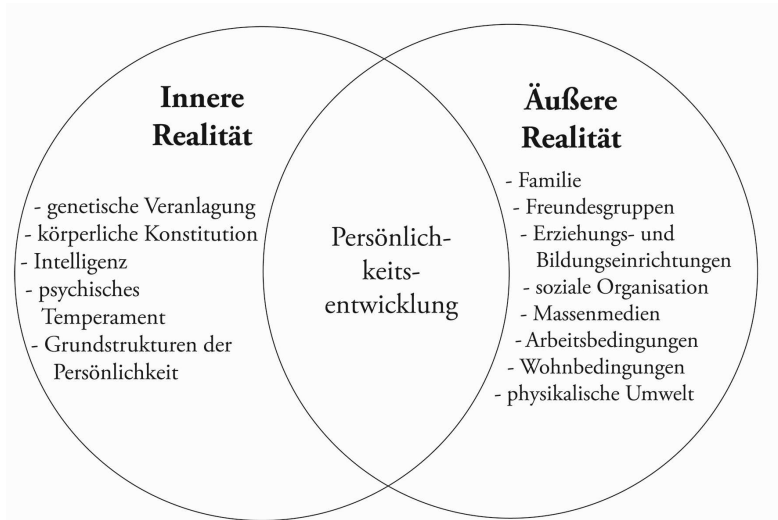 Innere
Realität
- genetische Veranlagung
- körperliche Konstitution
- Intelligenz
- psychisches
Temperament
- Grundstrukturen der
Persönlichkeit
Persönlich-
keits-
entwicklung
Äußere
Realität
- Familie
- Freundesgruppen
- Erziehungs- und
Bildungseinrichtungen
- soziale Organisation
- Massenmedien
- Arbeitsbedingungen
- Wohnbedingungen
- physikalische Umwelt